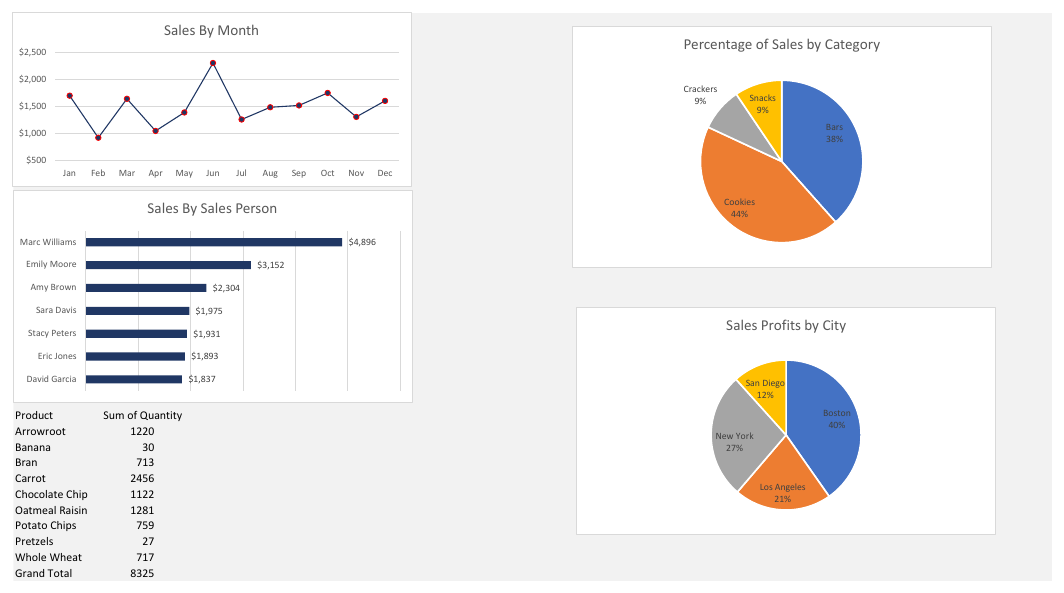 Sales By Month
$2,500
$2,000
$1,500
$1,000
$500
Jan Feb Mar Apr May Jun Jul Aug Sep Oct Nov Dec
Sales By Sales Person
Marc Williams $4,896
Emily Moore $3,152
Amy Brown $2,304
Sara Davis $1,975
Stacy Peters $1,931
Eric Jones $1,893
David Garcia $1,837
Product Sum of Quantity
Arrowroot 1220
Banana 30
Bran 713
Carrot 2456
Chocolate Chip 1122
Oatmeal Raisin 1281
Potato Chips 759
Pretzels 27
Whole Wheat 717
Grand Total 8325
Percentage of Sales by Category
Crackers
9%
Snacks
9%
Bars
38%
Cookies
44%
Sales Profits by City
San Diego
12%
Boston
40%
New York
27%
Los Angeles
21%